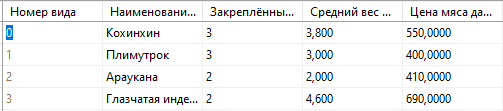 Номер вида Наименовани... Закреплённы... Средний вес ... Цена мяса да...
0 Кохинхин 3 3,800 550,0000
1 Плимутрок 3 3,000 400,0000
2 Араукана 2 2,000 410,0000
3 Глазчатая инде... 2 4,600 690,0000